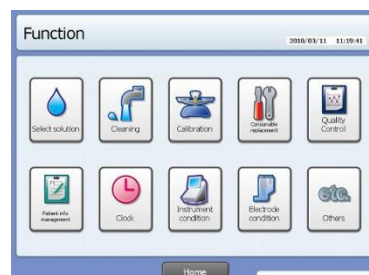 Function
2010/03/11 11:19:41
Select solution
Cleaning
Calibration
Consumable
replacement
Quality
Control
Patient info
management
Clock
Instrument
condition
Electrode
condition
etc.
Others
Home